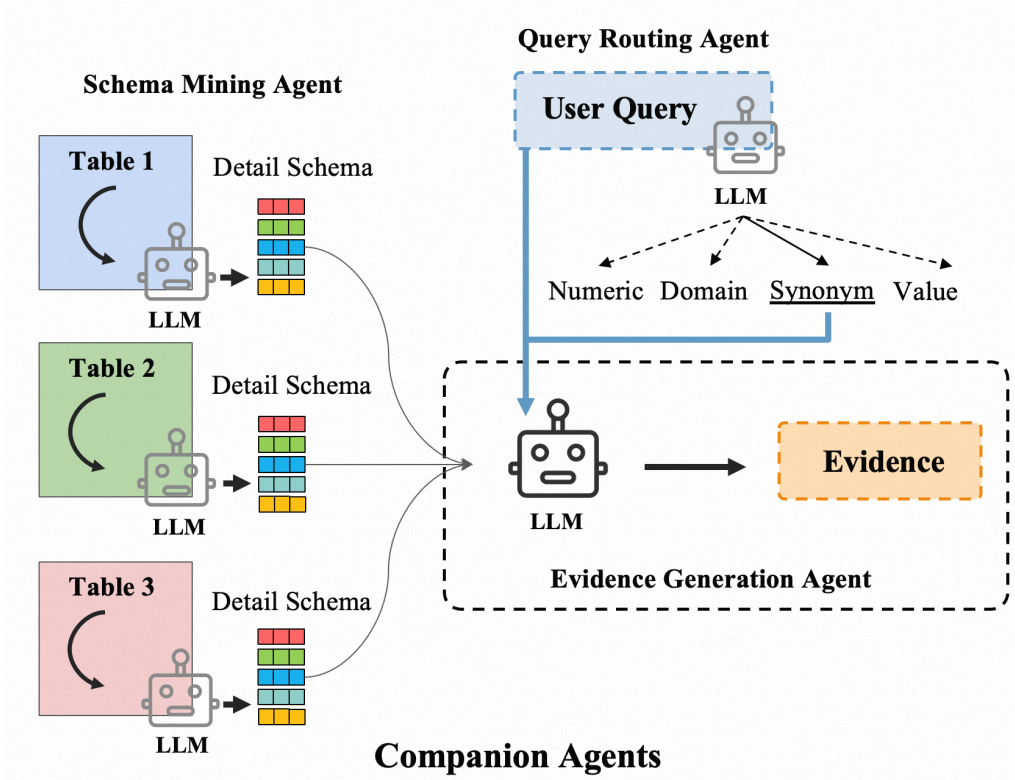 Query Routing Agent
Schema Mining Agent
User Query
LLM
Numeric Domain Synonym Value
Table 1
Detail Schema
LLM
Table 2
Detail Schema
LLM
Table 3
Detail Schema
LLM
LLM
Evidence
Evidence Generation Agent
Companion Agents